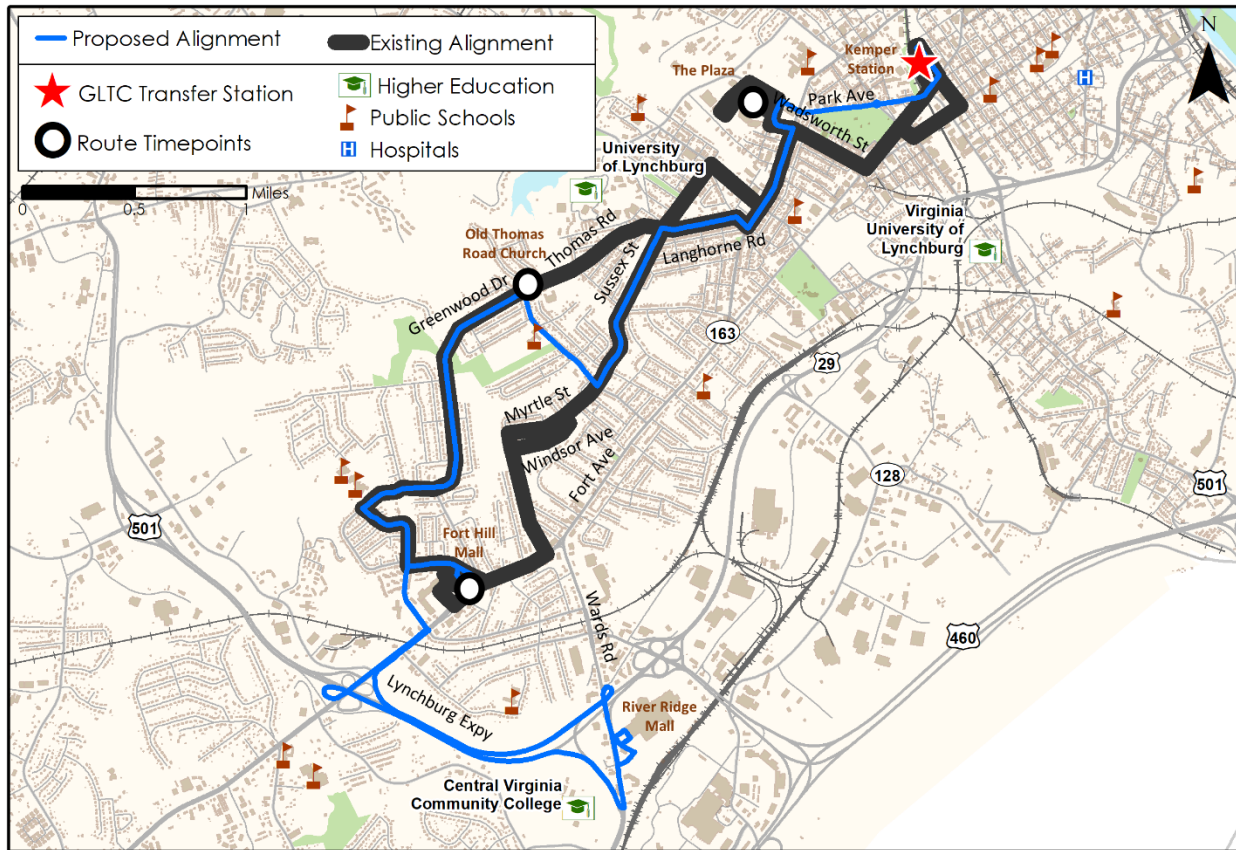 Proposed Alignment
Existing Alignment
GLTC Transfer Station
Higher Education
Public Schools
Route Timepoints
Hospitals
H
0
0.5
1
Miles
N
Kemper
Station
The Plaza
Park Ave
Wadsworth St
H
University
of Lynchburg
Virginia
University of
Lynchburg
Old Thomas
Road Church
Thomas Rd
Langhorne Rd
Sussex St
Greenwood Dr
163
29
Myrtle St
Windsor Ave
Fort Ave
128
501
501
Fort Hill
Mall
460
Wards Rd
Lynchburg Expy
River Ridge
Mall
Central Virginia
Community College